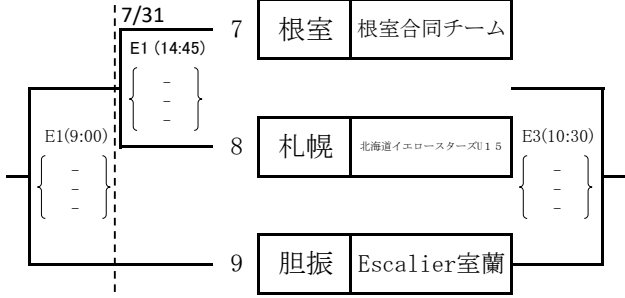 7/31
7 根室 根室合同チーム
E1 (14:45)
–
–
–
E1(9:00)
8 札幌 北海道イエロースターズU15
E3(10:30)
–
–
–
–
–
–
9 胆振 Escalier室蘭